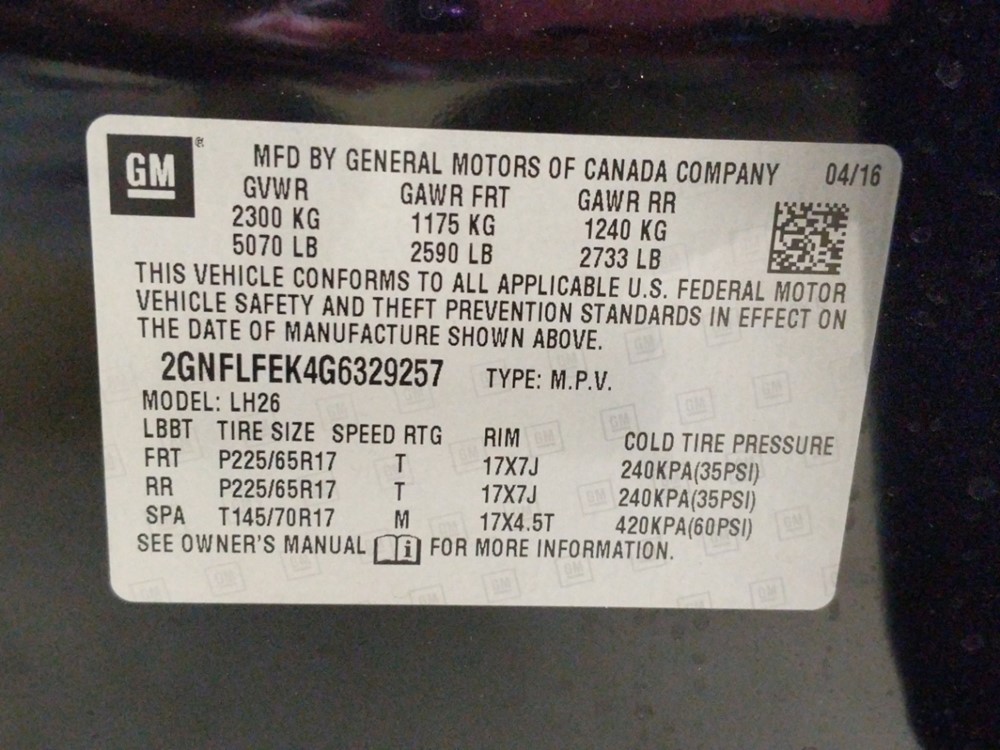 GM ®
MFD BY GENERAL MOTORS OF CANADA COMPANY 04/16
GVWR GAWR FRT GAWR RR
2300 KG 1175 KG 1240 KG
5070 LB 2590 LB 2733 LB
THIS VEHICLE CONFORMS TO ALL APPLICABLE U.S. FEDERAL MOTOR
VEHICLE SAFETY AND THEFT PREVENTION STANDARDS IN EFFECT ON
THE DATE OF MANUFACTURE SHOWN ABOVE.
2GNFLFEK4G6329257 TYPE: M.P.V.
MODEL: LH26
LBBT TIRE SIZE SPEED RTG RIM COLD TIRE PRESSURE
FRT P225/65R17 T 17X7J 240KPA(35PSI)
RR P225/65R17 T 17X7J 240KPA(35PSI)
SPA T145/70R17 M 17X4.5T 420KPA(60PSI)
SEE OWNER'S MANUAL i FOR MORE INFORMATION.